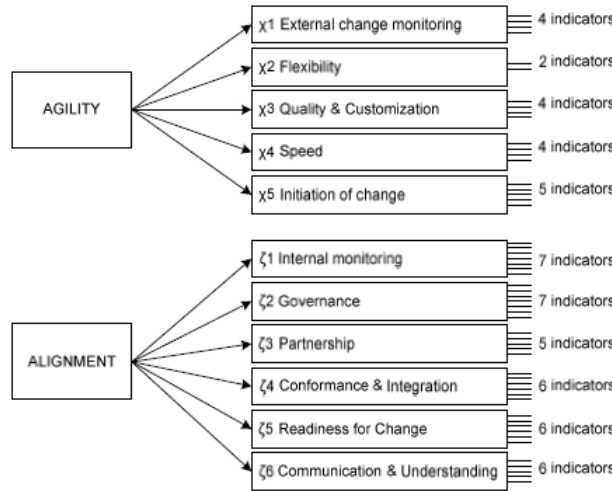 AGILITY
χ1 External change monitoring 4 indicators
χ2 Flexibility 2 indicators
χ3 Quality & Customization 4 indicators
χ4 Speed 4 indicators
χ5 Initiation of change 5 indicators
ALIGNMENT
ζ1 Internal monitoring 7 indicators
ζ2 Governance 7 indicators
ζ3 Partnership 5 indicators
ζ4 Conformance & Integration 6 indicators
ζ5 Readiness for Change 6 indicators
ζ6 Communication & Understanding 6 indicators